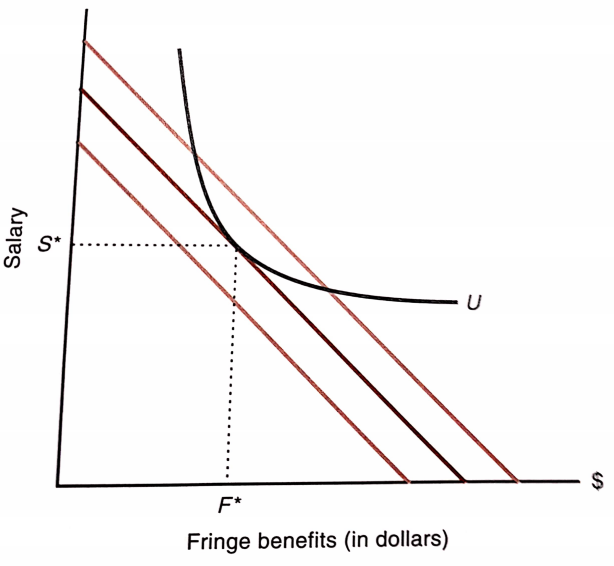 Salary
S*
U
$
F*
Fringe benefits (in dollars)